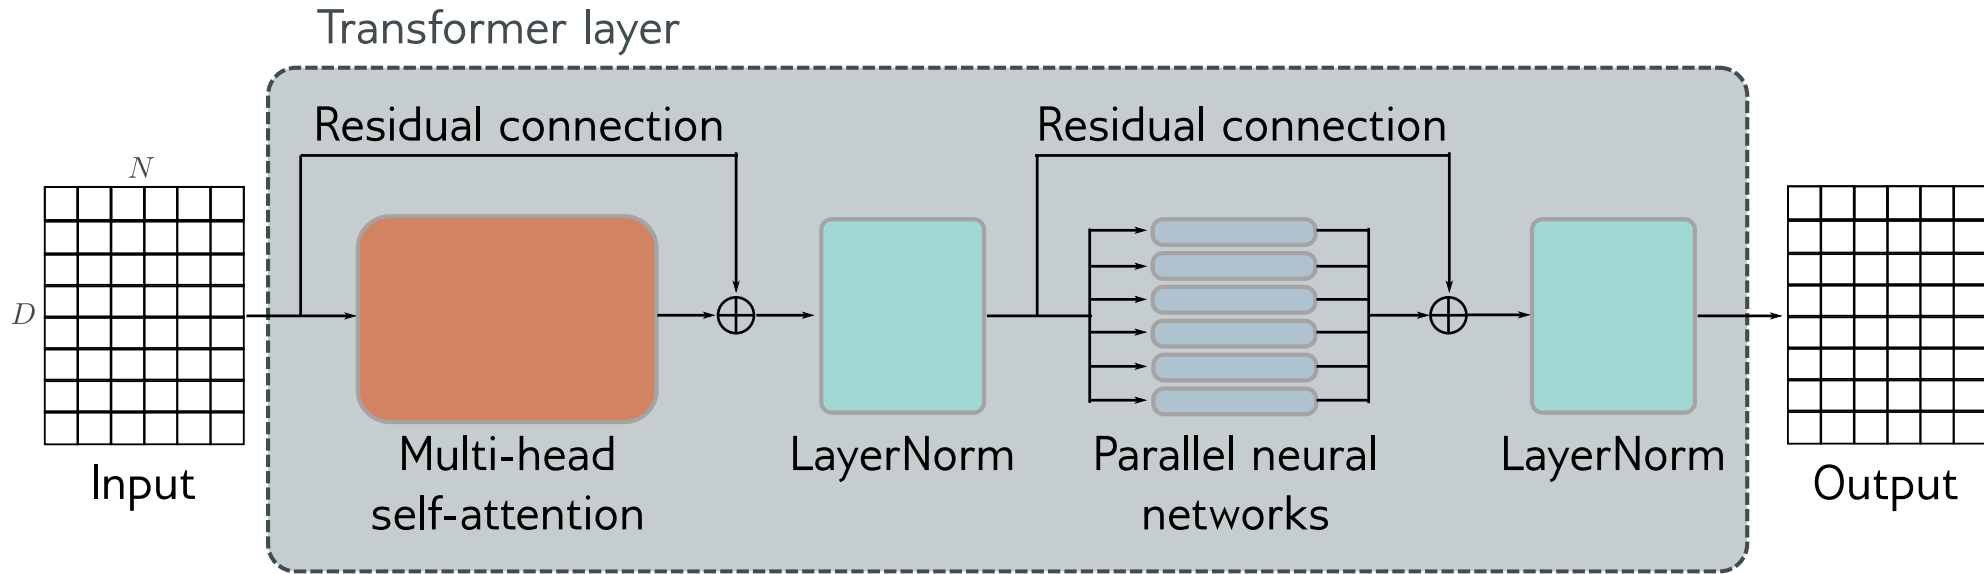 Transformer layer
Residual connection
Residual connection
N
D
Input
Multi-head
self-attention
LayerNorm
Parallel neural
networks
LayerNorm
Output